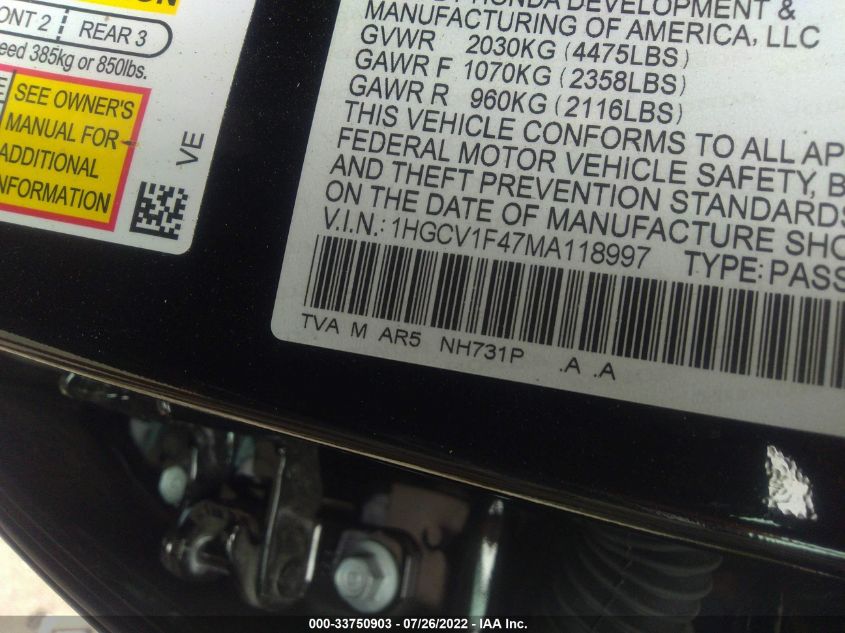 ONT 2 REAR 3
eed 385kg or 850lbs.
SEE OWNER'S
MANUAL FOR
ADDITIONAL
INFORMATION
VE
HONDA DEVELOPMENT &
MANUFACTURING OF AMERICA, LLC
GVWR 2030KG (4475LBS)
GAWR F 1070KG (2358LBS)
GAWR R 960KG (2116LBS)
THIS VEHICLE CONFORMS TO ALL AP
FEDERAL MOTOR VEHICLE SAFETY, B
AND THEFT PREVENTION STANDARDS
ON THE DATE OF MANUFACTURE SHO
V.I.N.: 1HGCV1F47MA118997 TYPE: PASS
TVA M AR5 NH731P .A .A
000-33750903 / 07/26/2022 / IAA Inc.